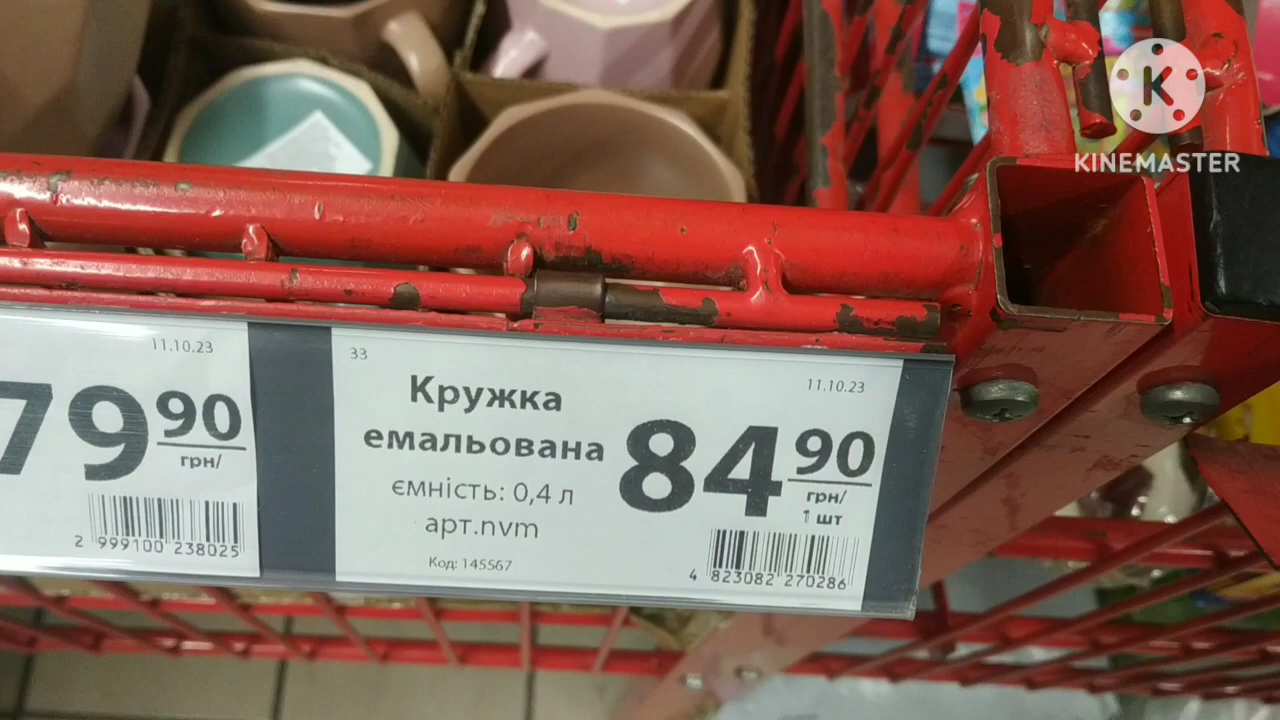 11.10.23
79 90
грн/
2 999100 238025
33
11.10.23
Кружка
емальована
ємність: 0,4 л
арт.nvm
Код: 145567
84 90
грн/
1 шт
4 823082 270286
K
KINEMASTER